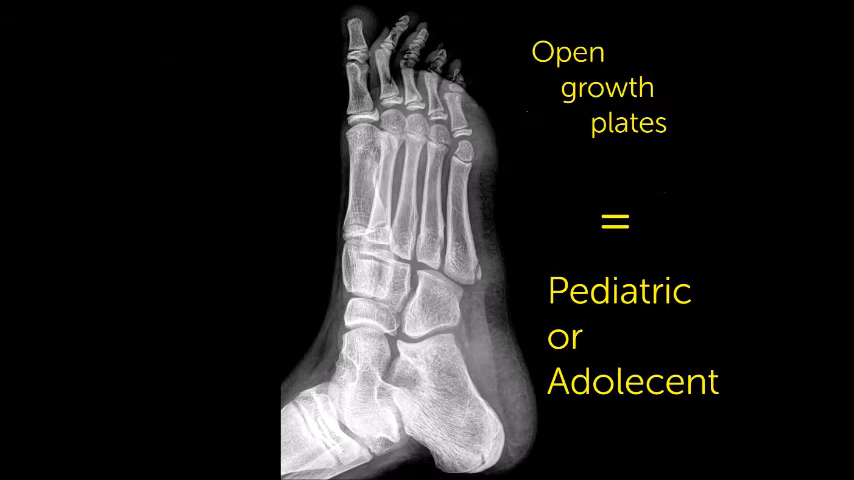 Open
growth
plates
=
Pediatric
or
Adolecent